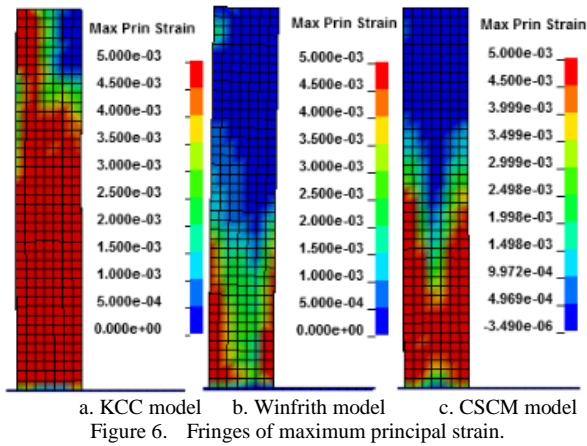 Max Prin Strain
5.000e-03
4.500e-03
4.000e-03
3.500e-03
3.000e-03
2.500e-03
2.000e-03
1.500e-03
1.000e-03
5.000e-04
0.000e+00
Max Prin Strain
5.000e-03
4.500e-03
4.000e-03
3.500e-03
3.000e-03
2.500e-03
2.000e-03
1.500e-03
1.000e-03
5.000e-04
0.000e+00
Max Prin Strain
5.000e-03
4.500e-03
3.999e-03
3.499e-03
2.999e-03
2.498e-03
1.998e-03
1.498e-03
9.972e-04
4.969e-04
-3.490e-06
a. KCC model b. Winfrith model c. CSCM model
Figure 6. Fringes of maximum principal strain.